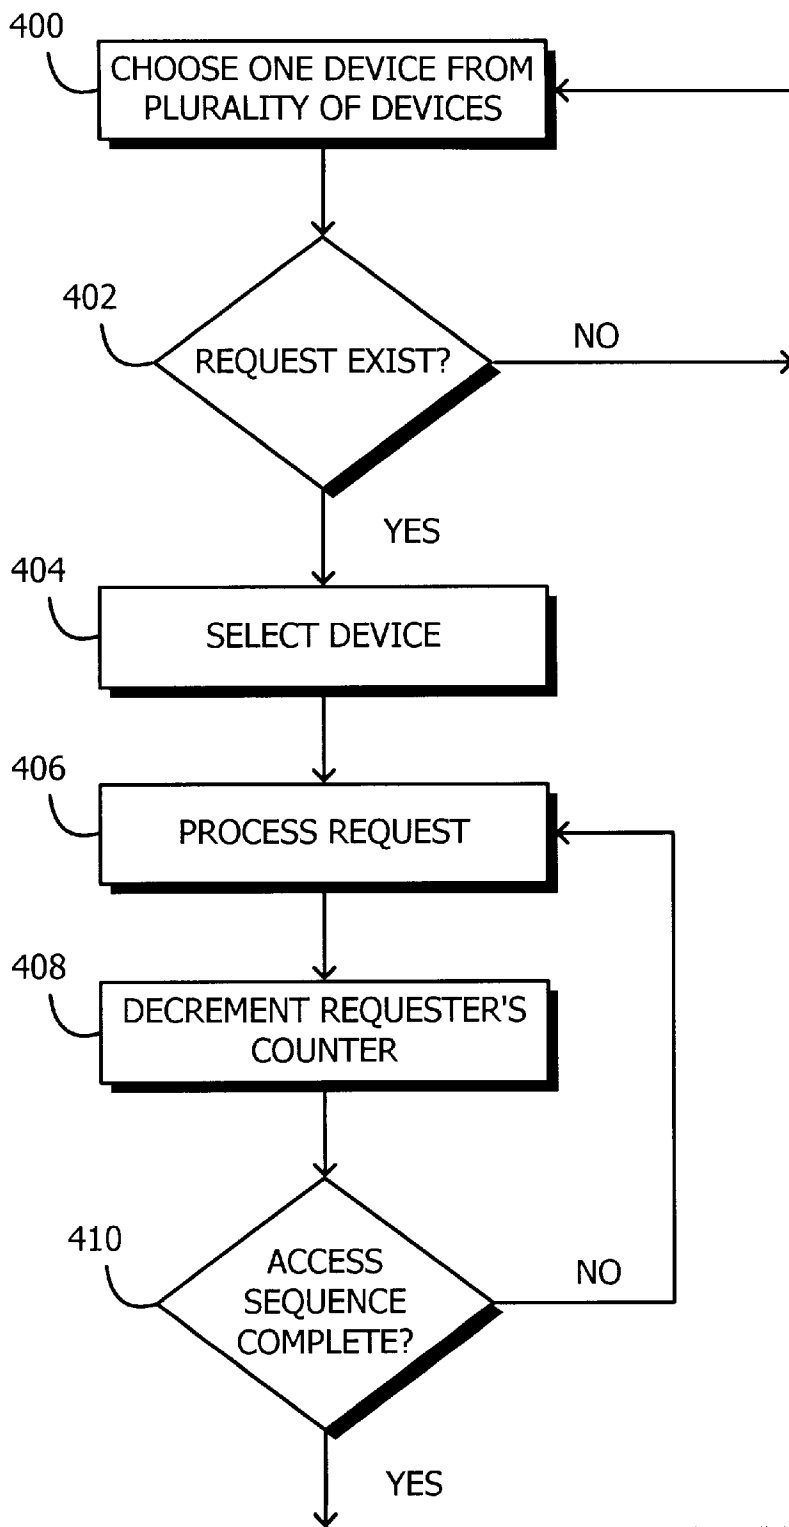 400
CHOOSE ONE DEVICE FROM
PLURALITY OF DEVICES
402
REQUEST EXIST?
NO
YES
404
SELECT DEVICE
406
PROCESS REQUEST
408
DECREMENT REQUESTER'S
COUNTER
410
ACCESS
SEQUENCE
COMPLETE?
NO
YES